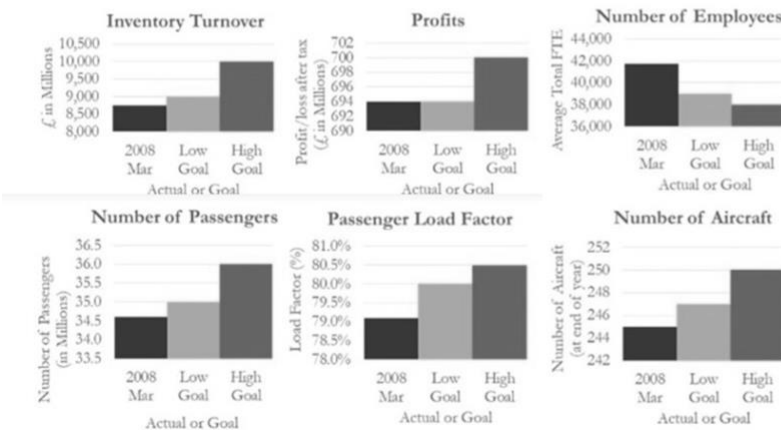 Inventory Turnover
£ in Millions
10,500
10,000
9,500
9,000
8,500
8,000
2008 Mar
Low Goal
High Goal
Actual or Goal
Profits
Profit/loss after tax
(£ in Millions)
702
700
698
696
694
692
690
2008 Mar
Low Goal
High Goal
Actual or Goal
Number of Employees
Average Total FTE
44,000
42,000
40,000
38,000
36,000
2008 Mar
Low Goal
High Goal
Actual or Goal
Number of Passengers
Number of Passengers
(in Millions)
36.5
36.0
35.5
35.0
34.5
34.0
33.5
2008 Mar
Low Goal
High Goal
Actual or Goal
Passenger Load Factor
Load Factor (%)
81.0%
80.5%
80.0%
79.5%
79.0%
78.5%
78.0%
2008 Mar
Low Goal
High Goal
Actual or Goal
Number of Aircraft
Number of Aircraft
(at end of year)
252
250
248
246
244
242
2008 Mar
Low Goal
High Goal
Actual or Goal